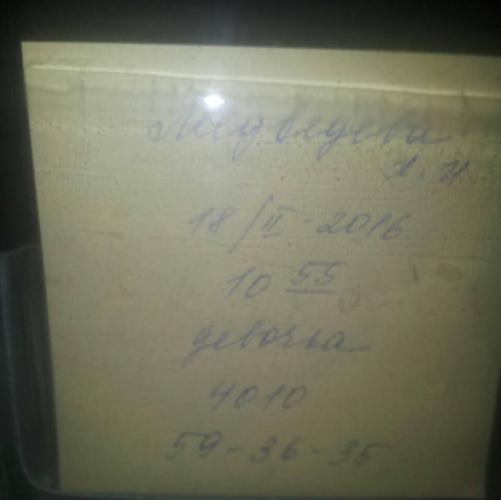 Медведева
А. И
18/II-2016
10 55
девочка
4010
59-36-35